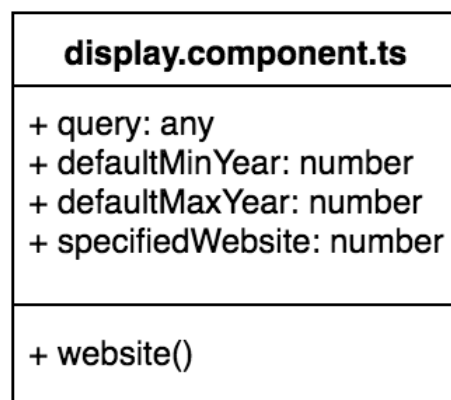 display.component.ts
+ query: any
+ defaultMinYear: number
+ defaultMaxYear: number
+ specifiedWebsite: number
+ website()